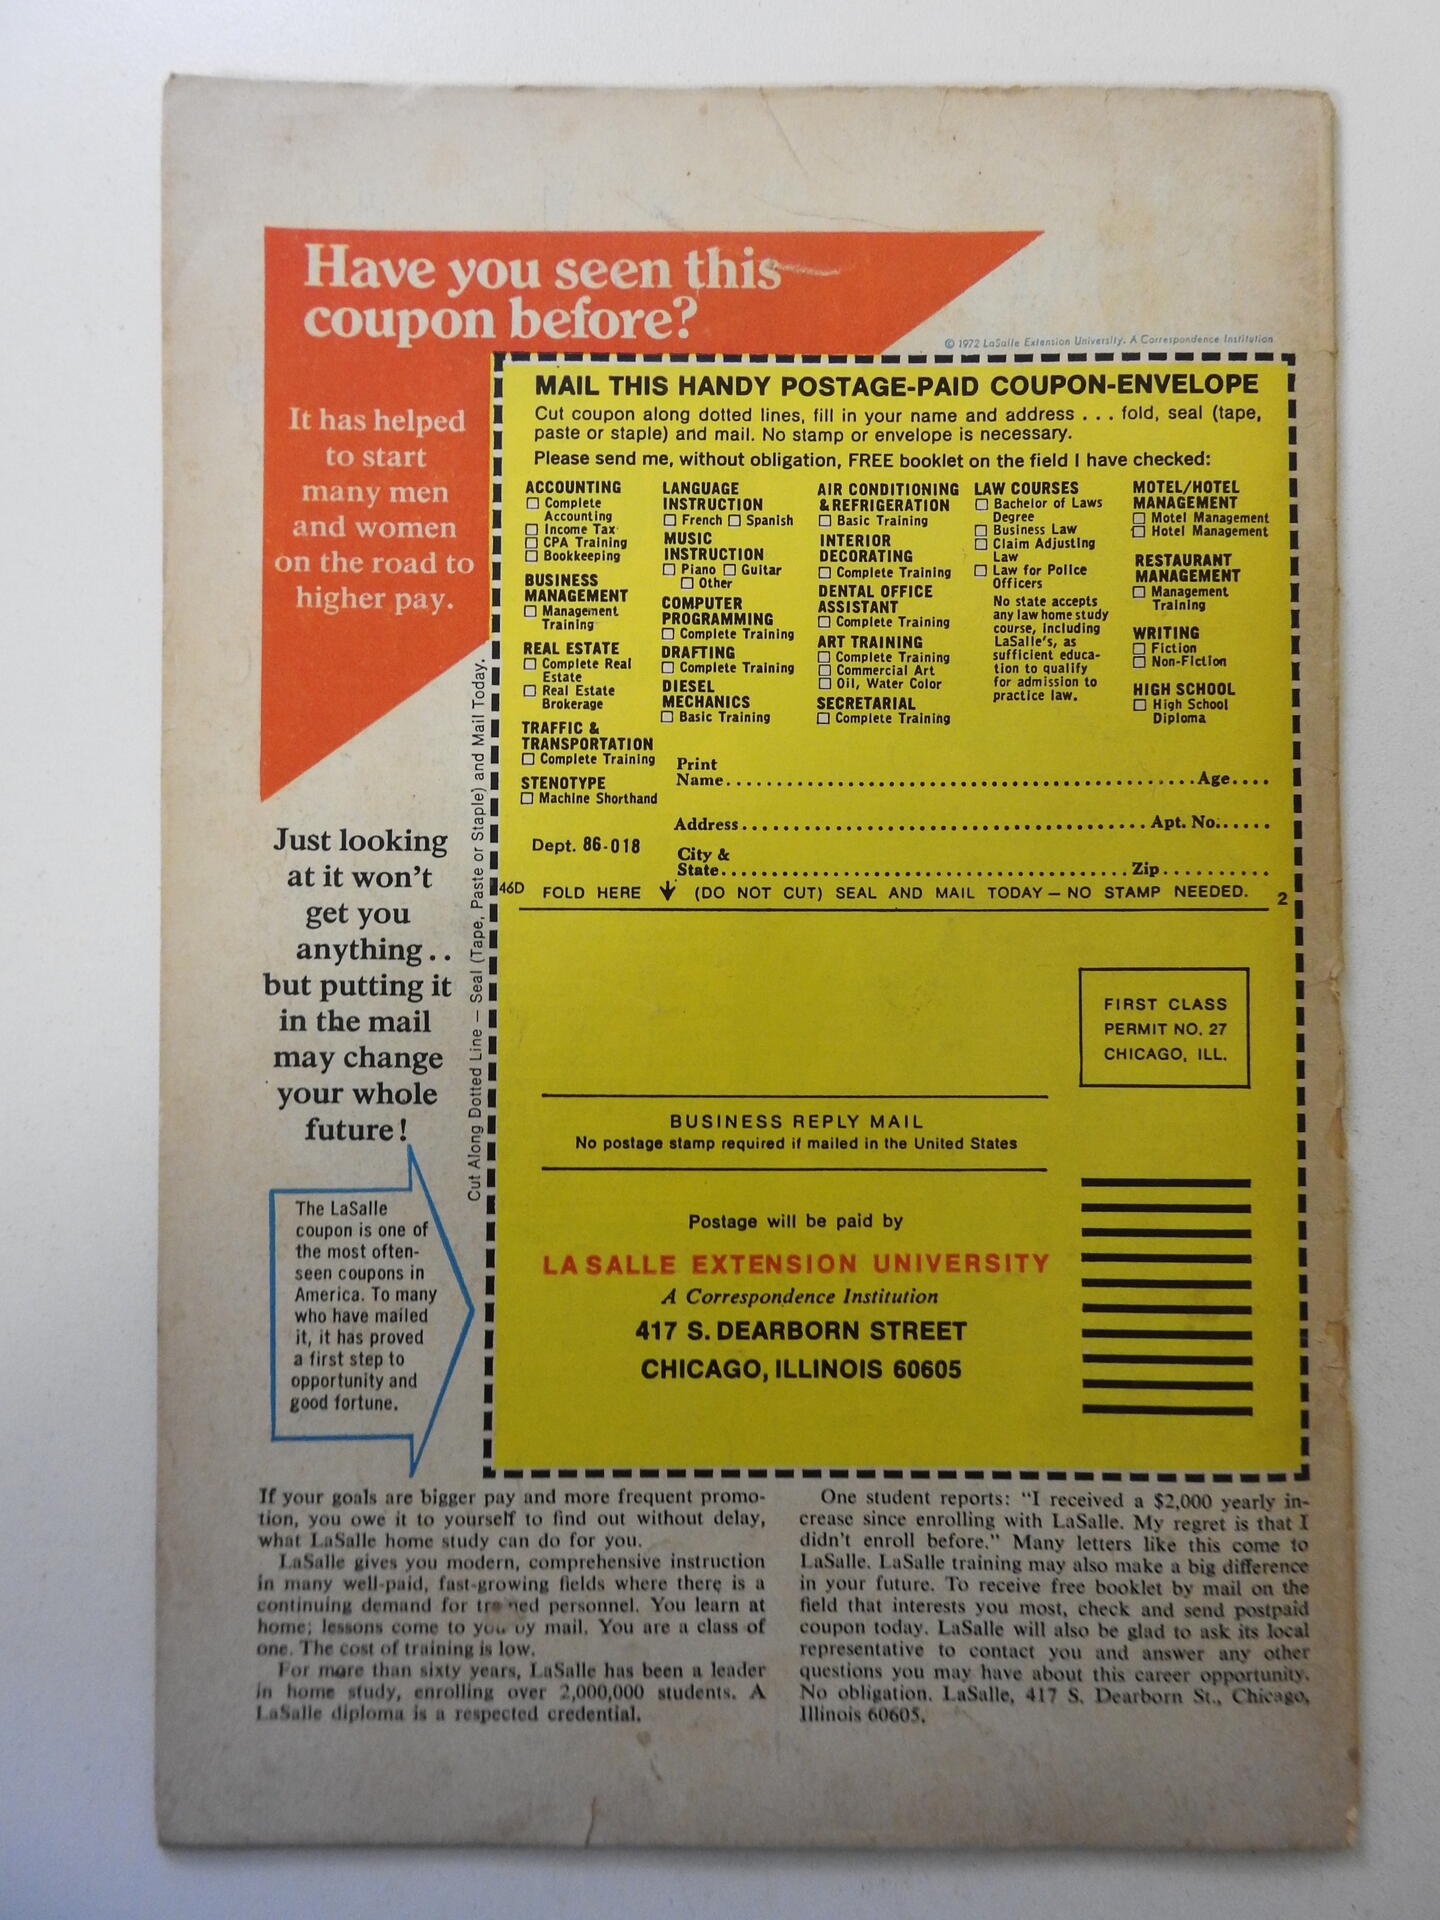 Have you seen this
coupon before?
© 1972 LaSalle Extension University. A Correspondence Institution
It has helped
to start
many men
and women
on the road to
higher pay.
Just looking
at it won't
get you
anything . .
but putting it
in the mail
may change
your whole
future!
The LaSalle
coupon is one of
the most often-
seen coupons in
America. To many
who have mailed
it, it has proved
a first step to
opportunity and
good fortune.
Cut Along Dotted Line — Seal (Tape, Paste or Staple) and Mail Today.
MAIL THIS HANDY POSTAGE-PAID COUPON-ENVELOPE
Cut coupon along dotted lines, fill in your name and address . . . fold, seal (tape,
paste or staple) and mail. No stamp or envelope is necessary.
Please send me, without obligation, FREE booklet on the field I have checked:
ACCOUNTING
☐ Complete
Accounting
☐ Income Tax
☐ CPA Training
☐ Bookkeeping
BUSINESS
MANAGEMENT
☐ Management
Training
REAL ESTATE
☐ Complete Real
Estate
☐ Real Estate
Brokerage
TRAFFIC &
TRANSPORTATION
☐ Complete Training
STENOTYPE
☐ Machine Shorthand
LANGUAGE
INSTRUCTION
☐ French ☐ Spanish
MUSIC
INSTRUCTION
☐ Piano ☐ Guitar
☐ Other
COMPUTER
PROGRAMMING
☐ Complete Training
DRAFTING
☐ Complete Training
DIESEL
MECHANICS
☐ Basic Training
AIR CONDITIONING
& REFRIGERATION
☐ Basic Training
INTERIOR
DECORATING
☐ Complete Training
DENTAL OFFICE
ASSISTANT
☐ Complete Training
ART TRAINING
☐ Complete Training
☐ Commercial Art
☐ Oil, Water Color
SECRETARIAL
☐ Complete Training
LAW COURSES
☐ Bachelor of Laws
Degree
☐ Business Law
☐ Claim Adjusting
Law
☐ Law for Police
Officers
No state accepts
any law home study
course, including
LaSalle's, as
sufficient educa-
tion to qualify
for admission to
practice law.
MOTEL/HOTEL
MANAGEMENT
☐ Motel Management
☐ Hotel Management
RESTAURANT
MANAGEMENT
☐ Management
Training
WRITING
☐ Fiction
☐ Non-Fiction
HIGH SCHOOL
☐ High School
Diploma
Print
Name.......................................................Age....
Address...............................................Apt. No......
Dept. 86-018
City &
State................................................Zip..........
46D FOLD HERE ↓ (DO NOT CUT) SEAL AND MAIL TODAY — NO STAMP NEEDED. 2
FIRST CLASS
PERMIT NO. 27
CHICAGO, ILL.
BUSINESS REPLY MAIL
No postage stamp required if mailed in the United States
Postage will be paid by
LA SALLE EXTENSION UNIVERSITY
A Correspondence Institution
417 S. DEARBORN STREET
CHICAGO, ILLINOIS 60605
If your goals are bigger pay and more frequent promo-
tion, you owe it to yourself to find out without delay,
what LaSalle home study can do for you.
LaSalle gives you modern, comprehensive instruction
in many well-paid, fast-growing fields where there is a
continuing demand for trained personnel. You learn at
home; lessons come to you by mail. You are a class of
one. The cost of training is low.
For more than sixty years, LaSalle has been a leader
in home study, enrolling over 2,000,000 students. A
LaSalle diploma is a respected credential.
One student reports: "I received a $2,000 yearly in-
crease since enrolling with LaSalle. My regret is that I
didn't enroll before." Many letters like this come to
LaSalle. LaSalle training may also make a big difference
in your future. To receive free booklet by mail on the
field that interests you most, check and send postpaid
coupon today. LaSalle will also be glad to ask its local
representative to contact you and answer any other
questions you may have about this career opportunity.
No obligation. LaSalle, 417 S. Dearborn St., Chicago,
Illinois 60605.